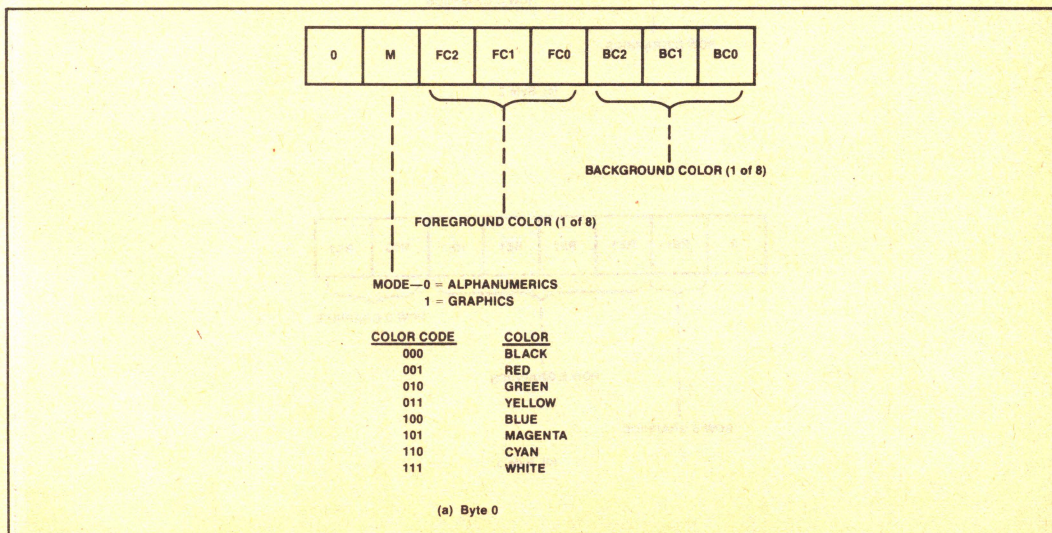 0 M FC2 FC1 FC0 BC2 BC1 BC0
BACKGROUND COLOR (1 of 8)
FOREGROUND COLOR (1 of 8)
MODE—0 = ALPHANUMERICS
1 = GRAPHICS
COLOR CODE COLOR
000 BLACK
001 RED
010 GREEN
011 YELLOW
100 BLUE
101 MAGENTA
110 CYAN
111 WHITE
(a) Byte 0